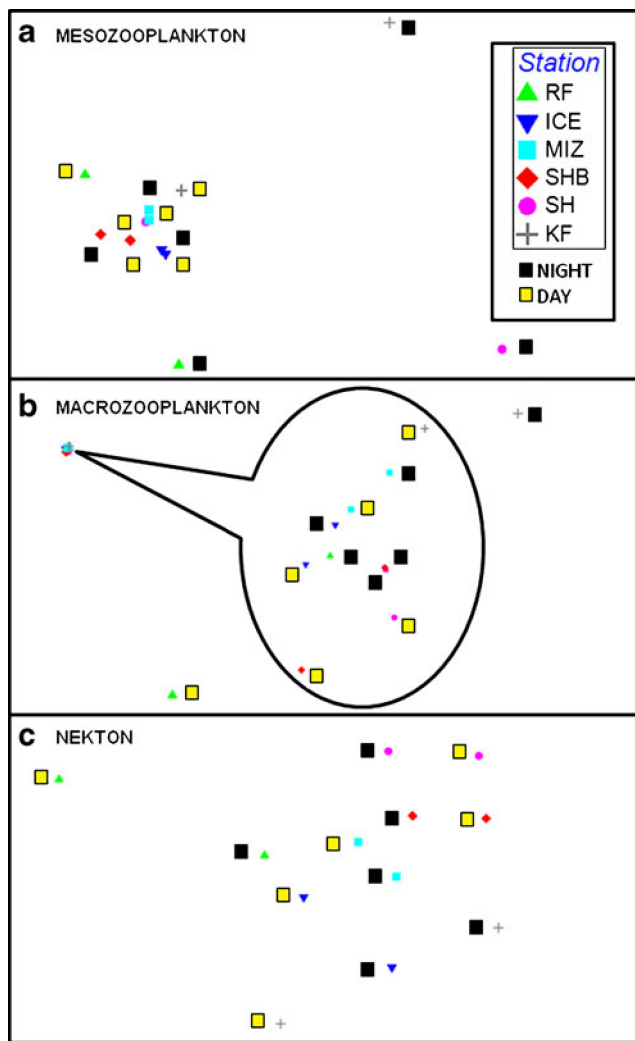 a MESOZOOPLANKTON
Station
RF
ICE
MIZ
SHB
SH
KF
NIGHT
DAY
b MACROZOOPLANKTON
c NEKTON